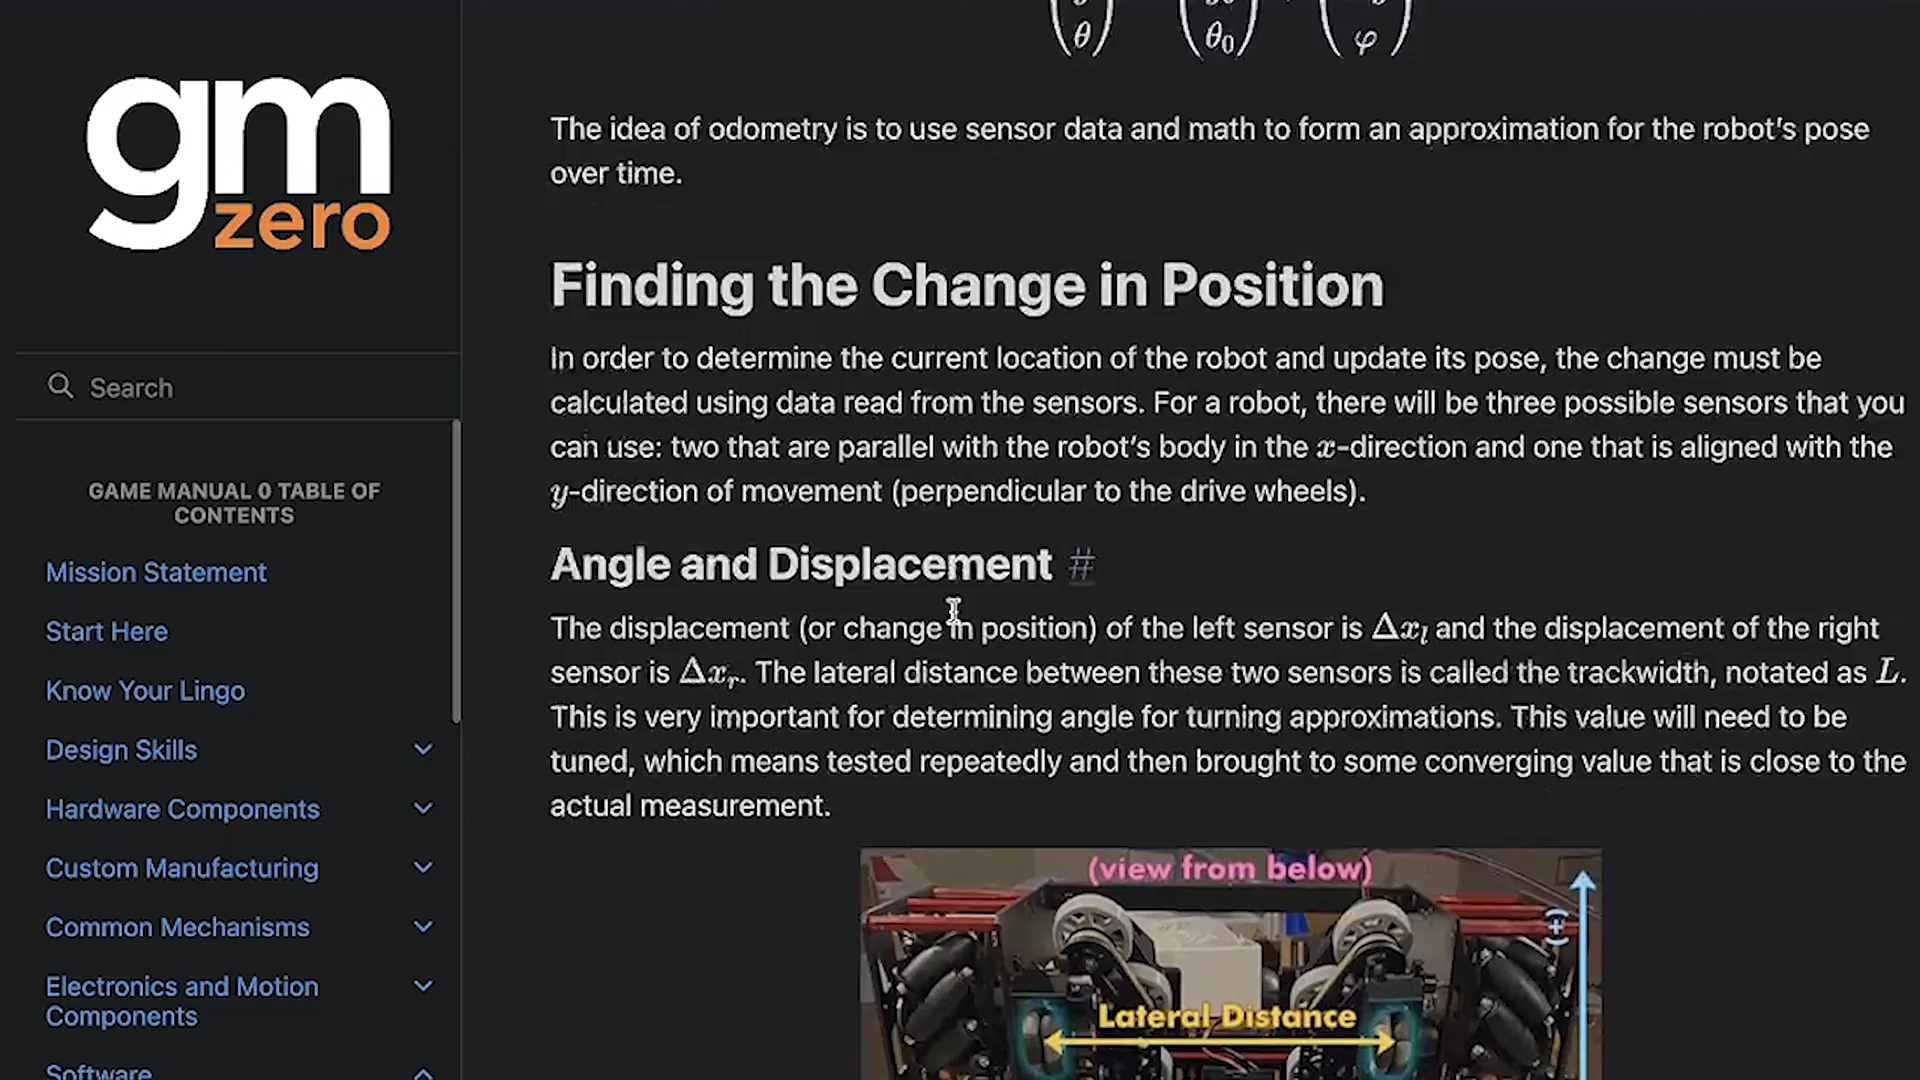 gm
zero
Search
GAME MANUAL 0 TABLE OF
CONTENTS
Mission Statement
Start Here
Know Your Lingo
Design Skills
Hardware Components
Custom Manufacturing
Common Mechanisms
Electronics and Motion
Components
Software
θ θ₀ φ
The idea of odometry is to use sensor data and math to form an approximation for the robot's pose
over time.
Finding the Change in Position
In order to determine the current location of the robot and update its pose, the change must be
calculated using data read from the sensors. For a robot, there will be three possible sensors that you
can use: two that are parallel with the robot's body in the x-direction and one that is aligned with the
y-direction of movement (perpendicular to the drive wheels).
Angle and Displacement #
The displacement (or change in position) of the left sensor is Δxₗ and the displacement of the right
sensor is Δxᵣ. The lateral distance between these two sensors is called the trackwidth, notated as L.
This is very important for determining angle for turning approximations. This value will need to be
tuned, which means tested repeatedly and then brought to some converging value that is close to the
actual measurement.
(view from below)
Lateral Distance